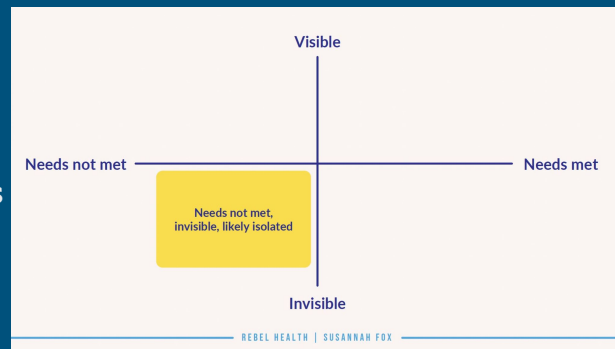 Visible
Needs not met
Needs met
Needs not met,
invisible, likely isolated
Invisible
REBEL HEALTH | SUSANNAH FOX